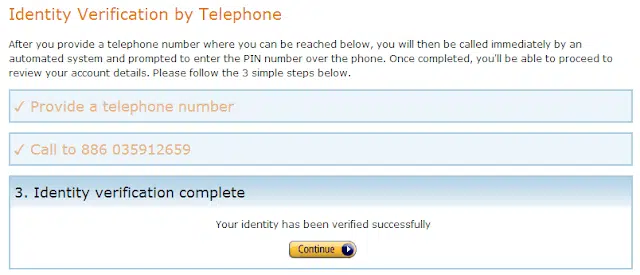 Identity Verification by Telephone
After you provide a telephone number where you can be reached below, you will then be called immediately by an
automated system and prompted to enter the PIN number over the phone. Once completed, you'll be able to proceed to
review your account details. Please follow the 3 simple steps below.
✓ Provide a telephone number
✓ Call to 886 035912659
3. Identity verification complete
Your identity has been verified successfully
Continue